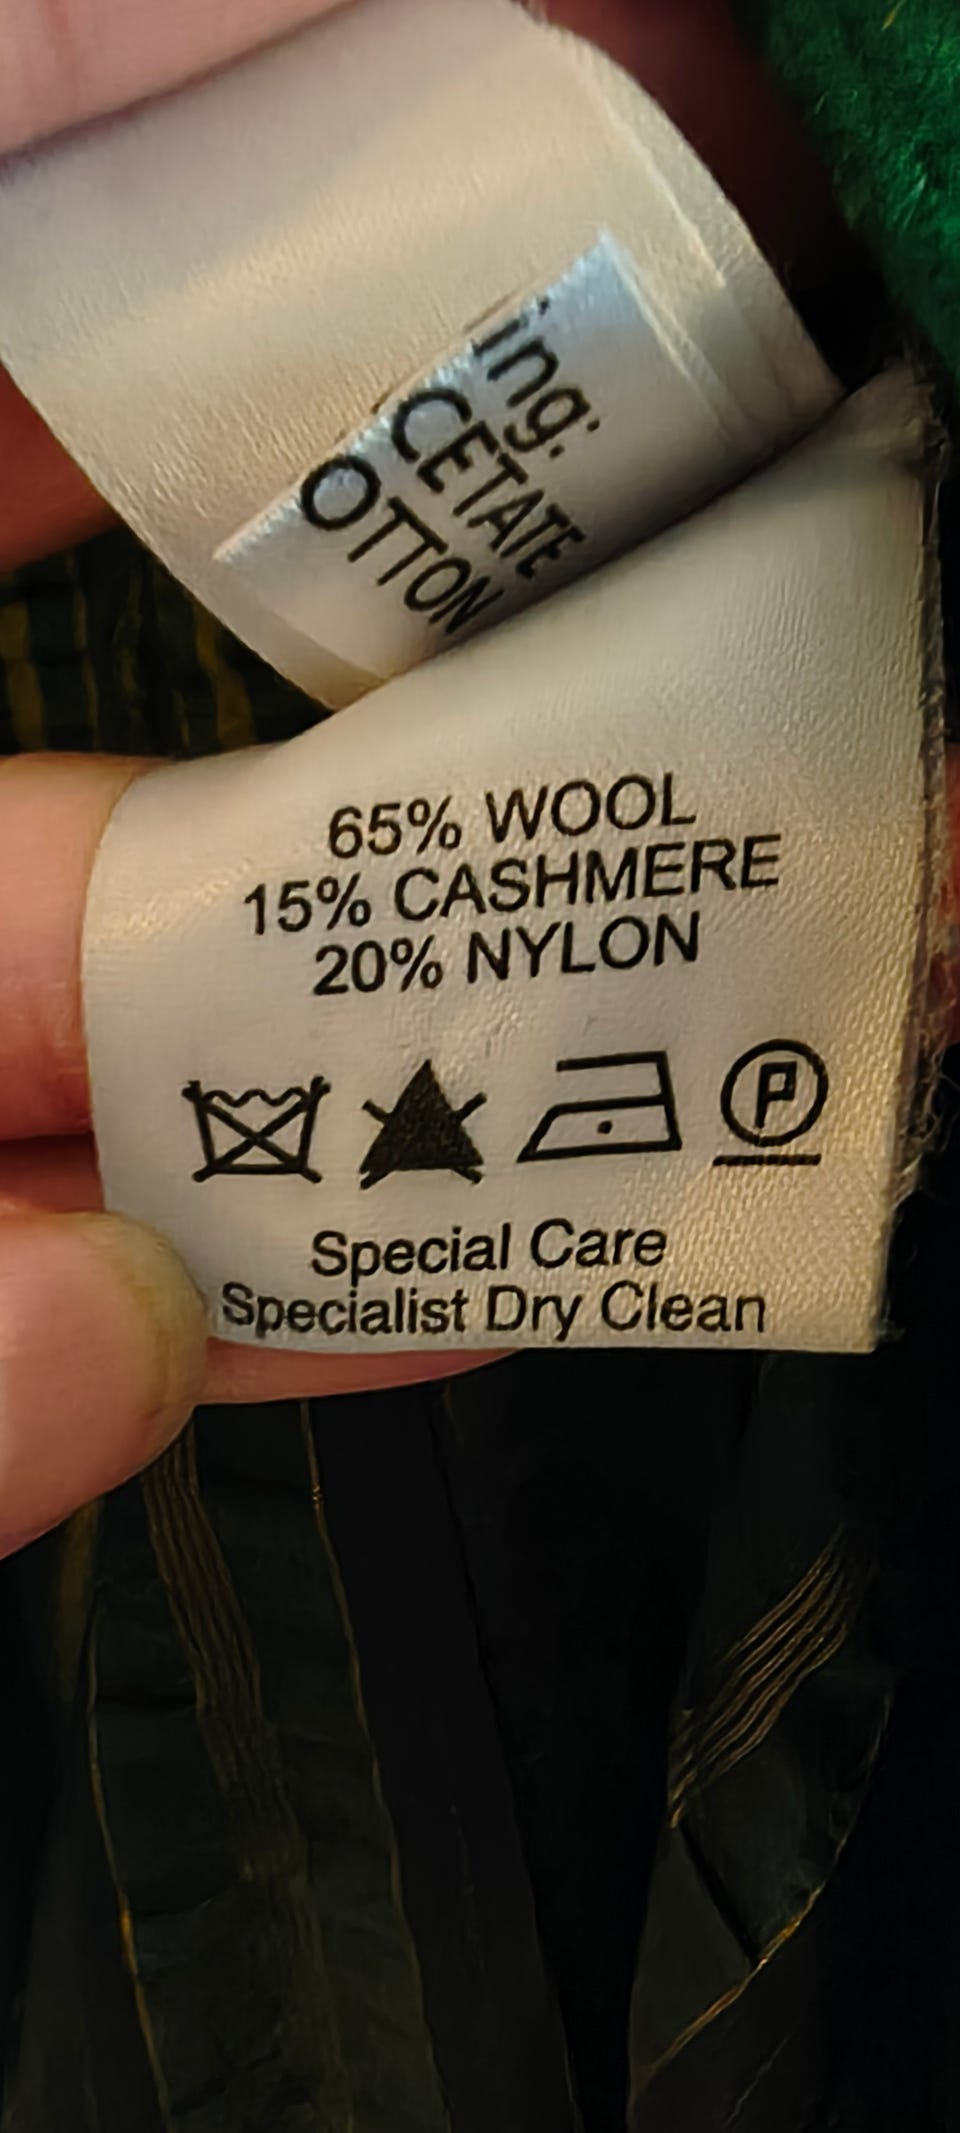 ing:
CETATE
OTTON
65% WOOL
15% CASHMERE
20% NYLON
P
Special Care
Specialist Dry Clean